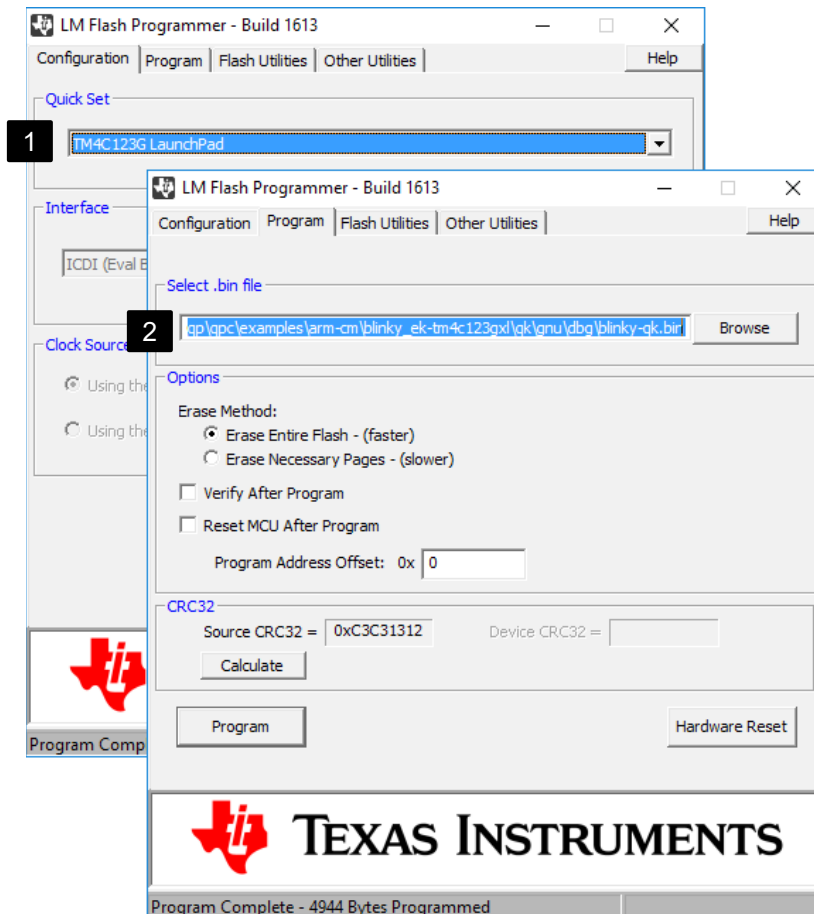 LM Flash Programmer - Build 1613
Configuration Program Flash Utilities Other Utilities Help
Quick Set
1
TM4C123G LaunchPad
Interface
ICDI (Eval
Clock Source
Using the
Using the
Program Comp
LM Flash Programmer - Build 1613
Configuration Program Flash Utilities Other Utilities Help
Select .bin file
2
qp\qpc\examples\arm-cm\blinky_ek-tm4c123gxl\qk\gnu\dbg\blinky-qk.bin Browse
Options
Erase Method:
Erase Entire Flash - (faster)
Erase Necessary Pages - (slower)
Verify After Program
Reset MCU After Program
Program Address Offset: 0x 0
CRC32
Source CRC32 = 0xC3C31312 Device CRC32 =
Calculate
Program Hardware Reset
TEXAS INSTRUMENTS
Program Complete - 4944 Bytes Programmed